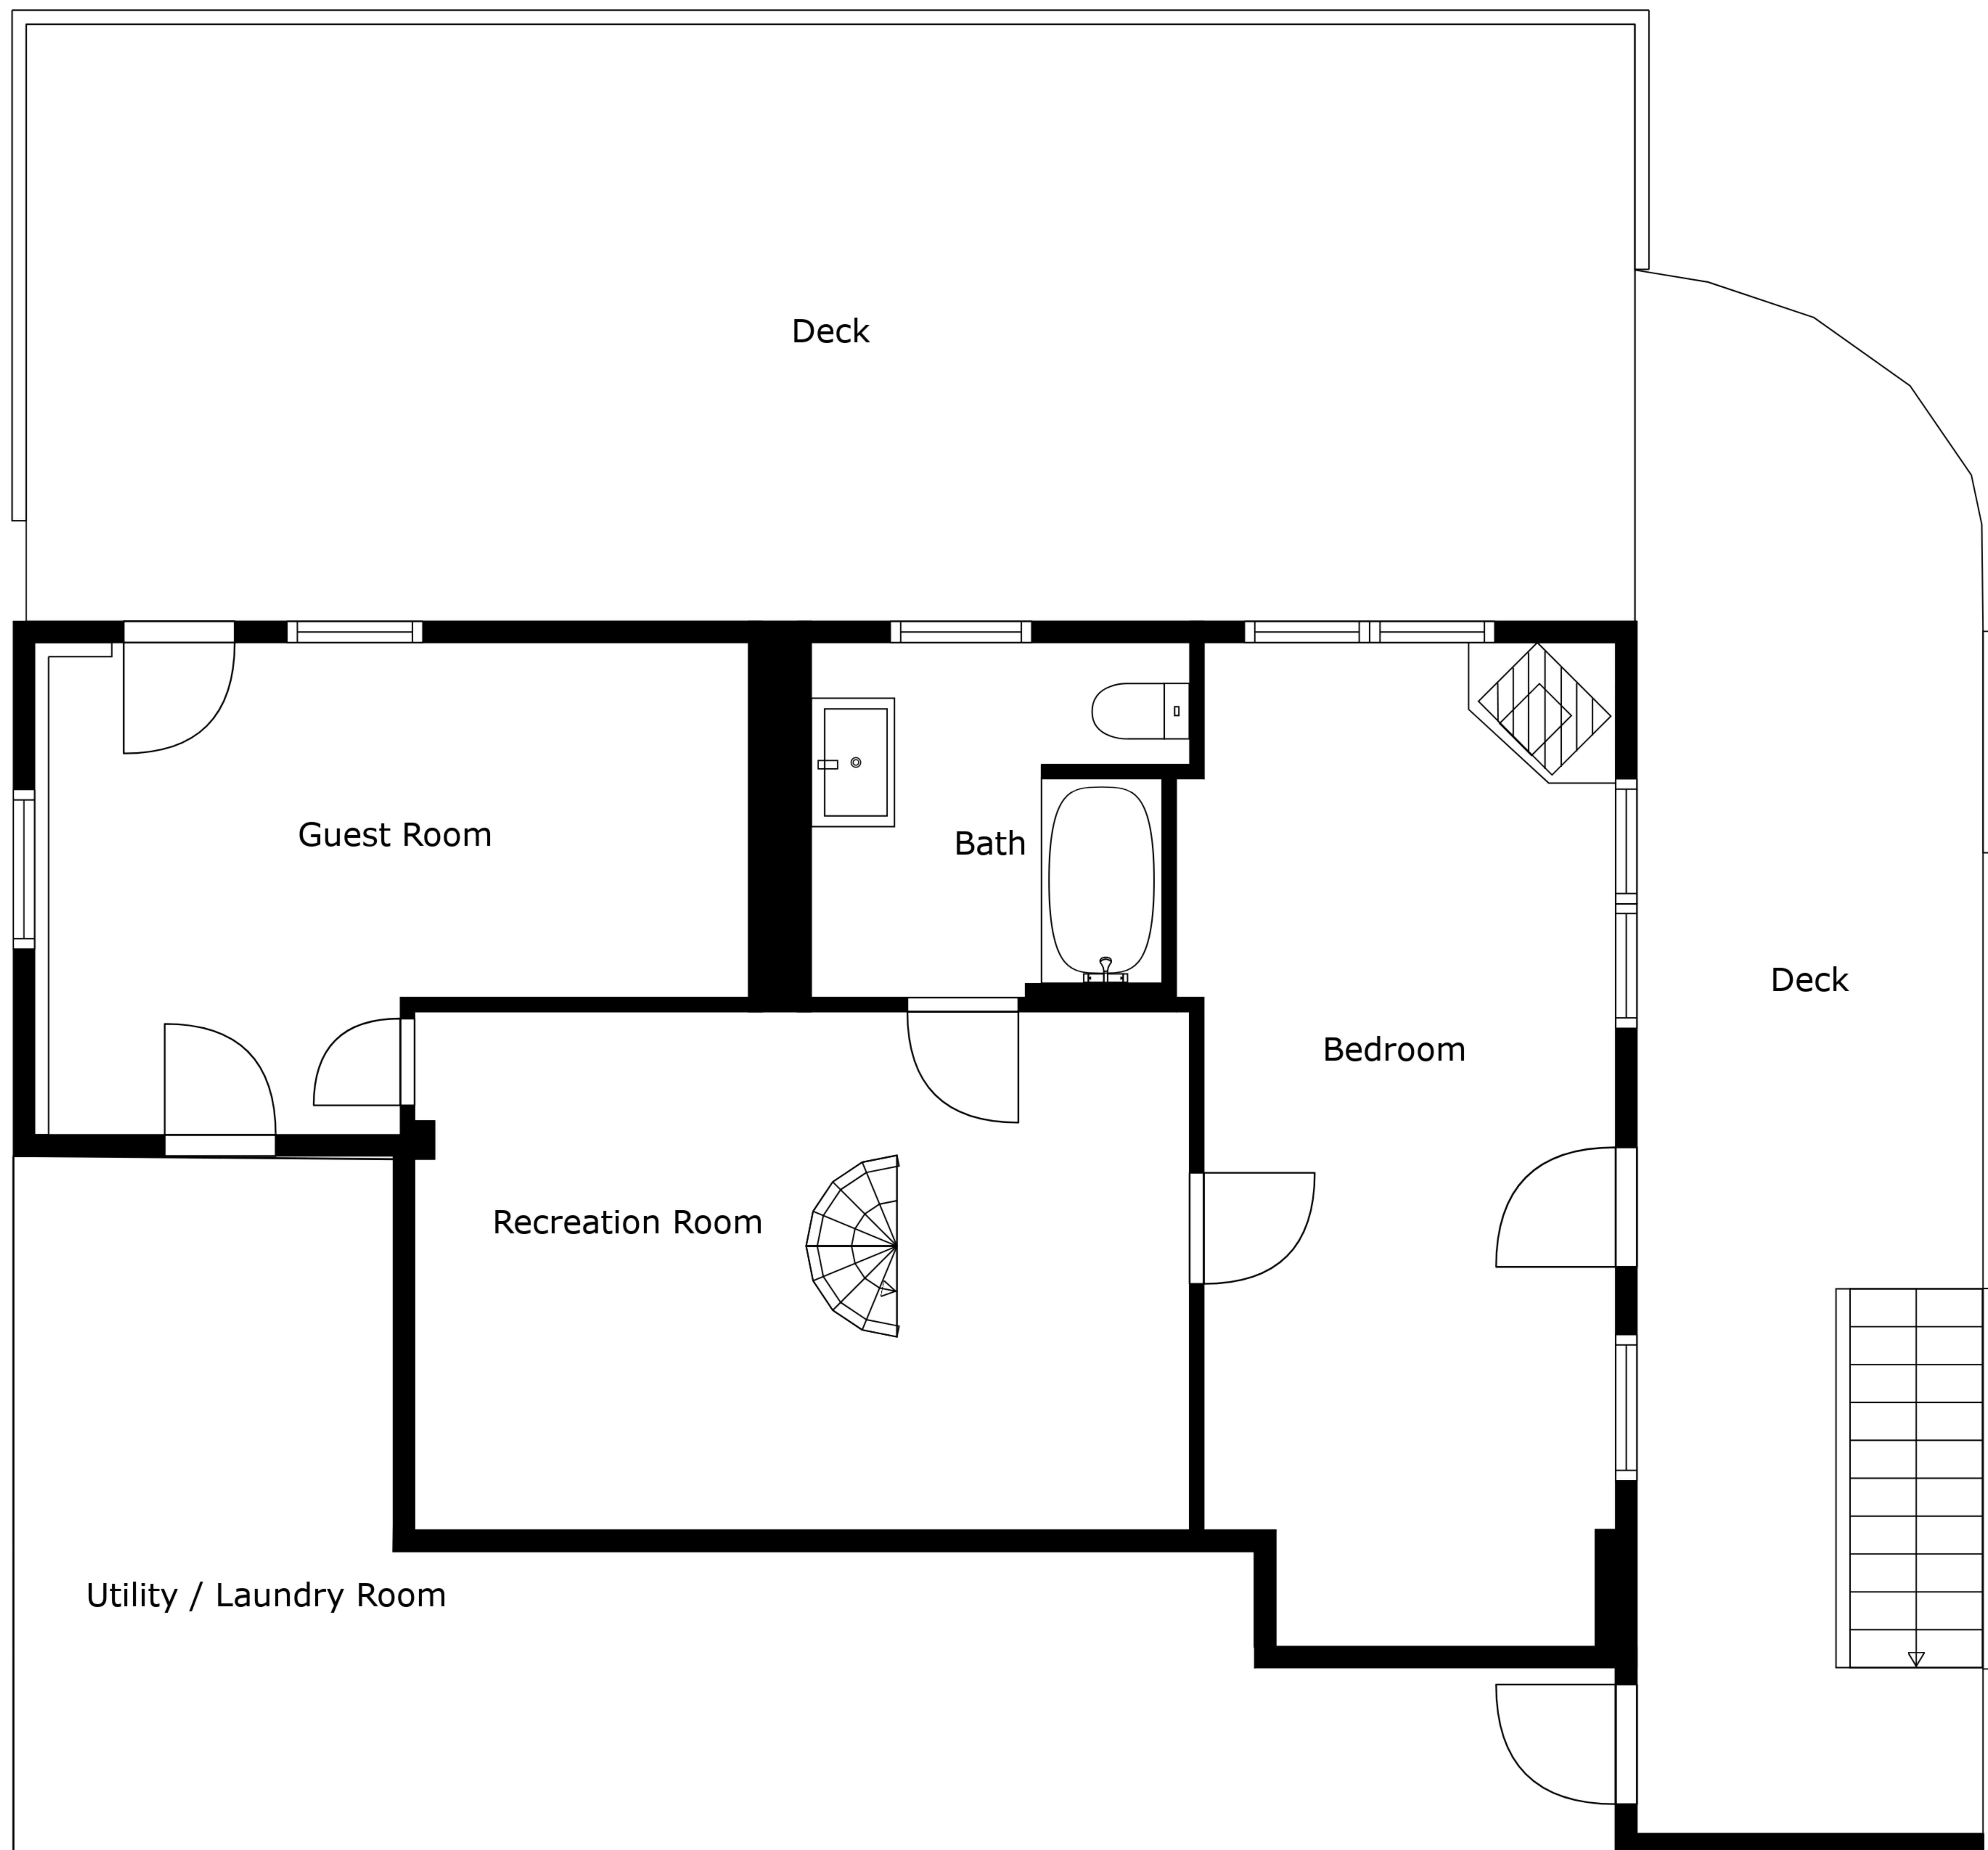 Deck
Guest Room
Bath
Deck
Bedroom
Recreation Room
Utility / Laundry Room